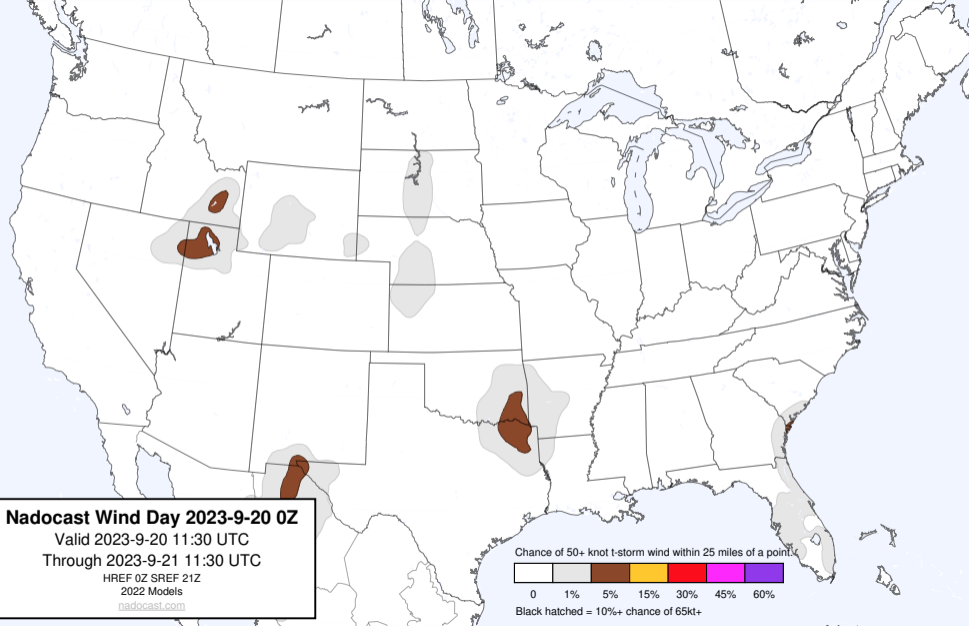 Nadocast Wind Day 2023-9-20 0Z
Valid 2023-9-20 11:30 UTC
Through 2023-9-21 11:30 UTC
HREF 0Z SREF 21Z
2022 Models
nadocast.com
Chance of 50+ knot t-storm wind within 25 miles of a point.
0 1% 5% 15% 30% 45% 60%
Black hatched = 10%+ chance of 65kt+